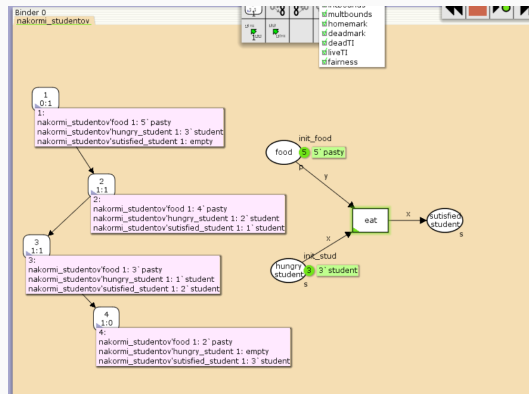 Binder 0
nakormi_studentov
multbounds
homemark
deadmark
deadTI
liveTI
fairness
1
0:1
1:
nakormi_studentov'food 1: 5`pasty
nakormi_studentov'hungry_student 1: 3`student
nakormi_studentov'sutisfied_student 1: empty
2
1:1
2:
nakormi_studentov'food 1: 4`pasty
nakormi_studentov'hungry_student 1: 2`student
nakormi_studentov'sutisfied_student 1: 1`student
3
1:1
3:
nakormi_studentov'food 1: 3`pasty
nakormi_studentov'hungry_student 1: 1`student
nakormi_studentov'sutisfied_student 1: 2`student
4
1:0
4:
nakormi_studentov'food 1: 2`pasty
nakormi_studentov'hungry_student 1: empty
nakormi_studentov'sutisfied_student 1: 3`student
init_food
food 5 5`pasty
p
y
eat
x
sutisfied
student
s
x
init_stud
hungry
student
3 3`student
s